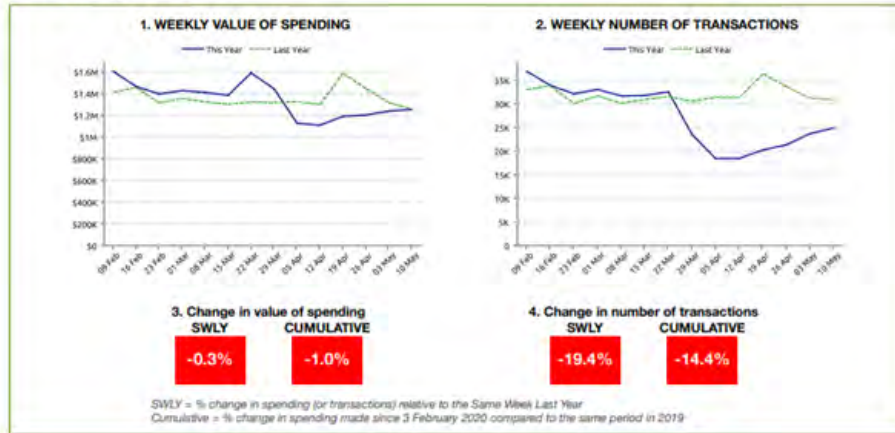 1. WEEKLY VALUE OF SPENDING
This Year Last Year
$1.6M
$1.4M
$1.2M
$1M
$800K
$600K
$400K
$200K
$0
09 Feb 16 Feb 23 Feb 01 Mar 08 Mar 15 Mar 22 Mar 29 Mar 05 Apr 12 Apr 19 Apr 26 Apr 03 May 10 May
2. WEEKLY NUMBER OF TRANSACTIONS
This Year Last Year
35K
30K
25K
20K
15K
10K
5K
0
09 Feb 16 Feb 23 Feb 01 Mar 08 Mar 15 Mar 22 Mar 29 Mar 05 Apr 12 Apr 19 Apr 26 Apr 03 May 10 May
3. Change in value of spending
SWLY CUMULATIVE
-0.3% -1.0%
4. Change in number of transactions
SWLY CUMULATIVE
-19.4% -14.4%
SWLY = % change in spending (or transactions) relative to the Same Week Last Year
Cumulative = % change in spending made since 3 February 2020 compared to the same period in 2019